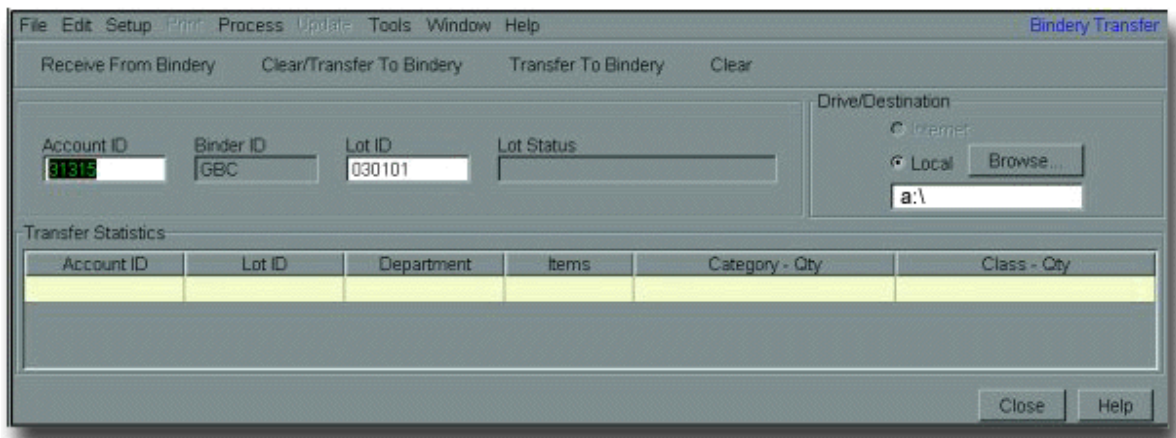 File Edit Setup Print Process Update Tools Window Help Bindery Transfer
Receive From Bindery Clear/Transfer To Bindery Transfer To Bindery Clear
Drive/Destination
Internet
Account ID Binder ID Lot ID Lot Status
31315 GBC 030101
Local Browse...
a:\
Transfer Statistics
Account ID Lot ID Department Items Category - Qty Class - Qty
Close Help